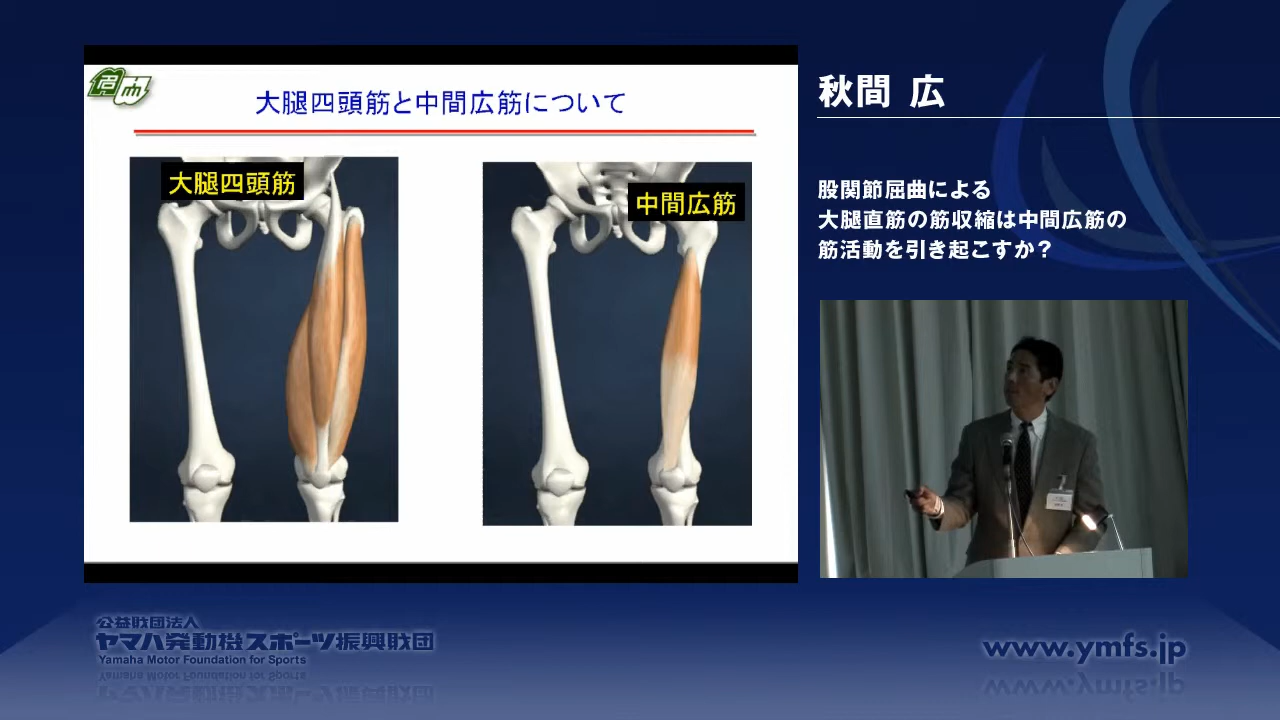 大腿四頭筋と中間広筋について
大腿四頭筋
中間広筋
秋間 広
股関節屈曲による
大腿直筋の筋収縮は中間広筋の
筋活動を引き起こすか？
公益財団法人
ヤマハ発動機スポーツ振興財団
Yamaha Motor Foundation for Sports
www.ymfs.jp